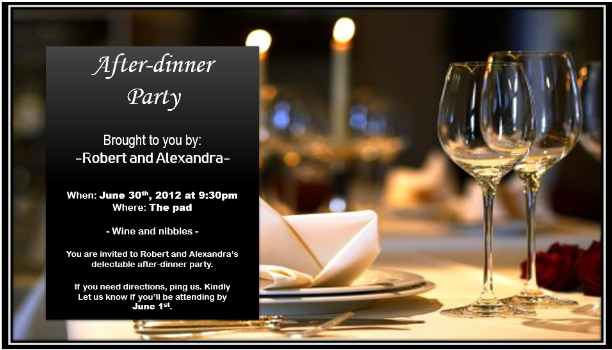 After-dinner
Party
Brought to you by:
-Robert and Alexandra-
When: June 30th, 2012 at 9:30pm
Where: The pad
- Wine and nibbles -
You are invited to Robert and Alexandra's
delectable after-dinner party.
If you need directions, ping us. Kindly
Let us know if you'll be attending by
June 1st.